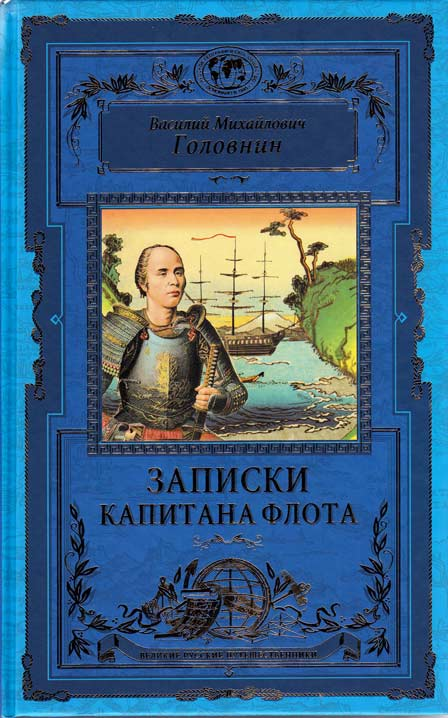 Василий Михайлович
Головнин
ЗАПИСКИ
КАПИТАНА ФЛОТА
ВЕЛИКИЕ РУССКИЕ ПУТЕШЕСТВЕННИКИ